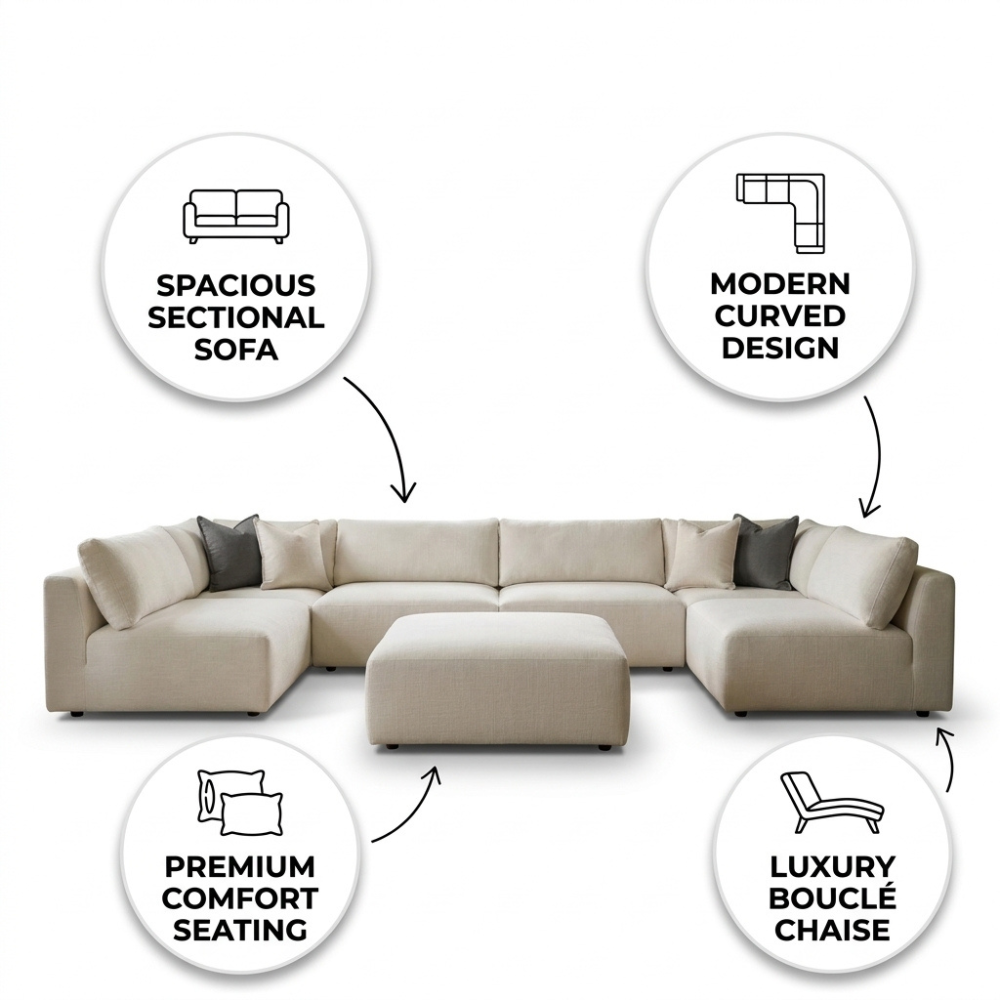 SPACIOUS
SECTIONAL
SOFA
MODERN
CURVED
DESIGN
PREMIUM
COMFORT
SEATING
LUXURY
BOUCLÉ
CHAISE